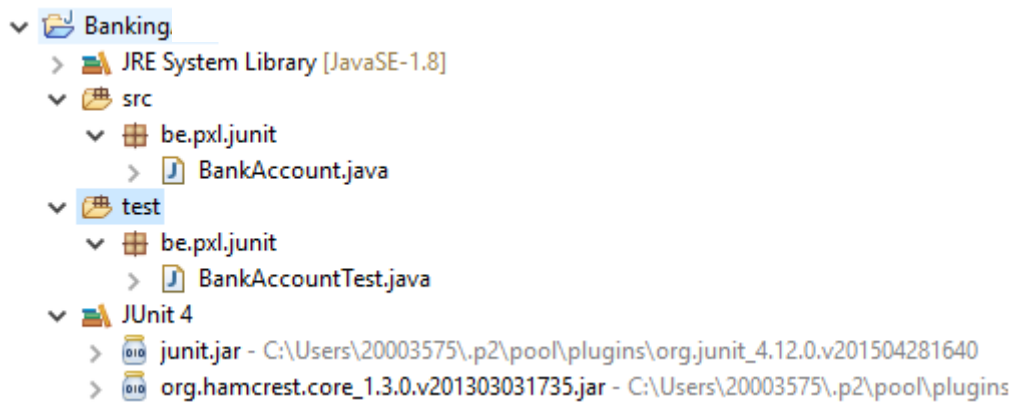 Banking
JRE System Library [JavaSE-1.8]
src
be.pxl.junit
BankAccount.java
test
be.pxl.junit
BankAccountTest.java
JUnit 4
junit.jar - C:\Users\20003575\.p2\pool\plugins\org.junit_4.12.0.v201504281640
org.hamcrest.core_1.3.0.v201303031735.jar - C:\Users\20003575\.p2\pool\plugins